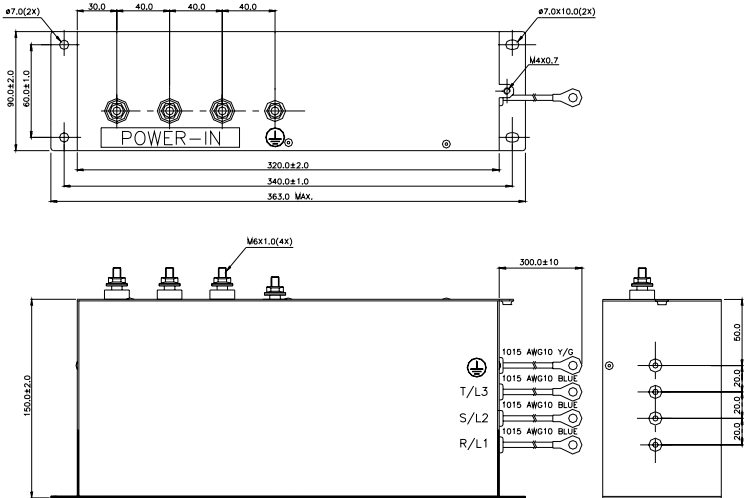 ø7.0(2X)
30.0 40.0 40.0 40.0
ø7.0X10.0(2X)
M4X0.7
90.0±2.0
60.0±1.0
POWER-IN
320.0±2.0
340.0±1.0
363.0 MAX.
M6X1.0(4X)
300.0±10
150.0±2.0
1015 AWG10 Y/G
T/L3
1015 AWG10 BLUE
S/L2
1015 AWG10 BLUE
R/L1
1015 AWG10 BLUE
50.0
20.0
20.0
20.0